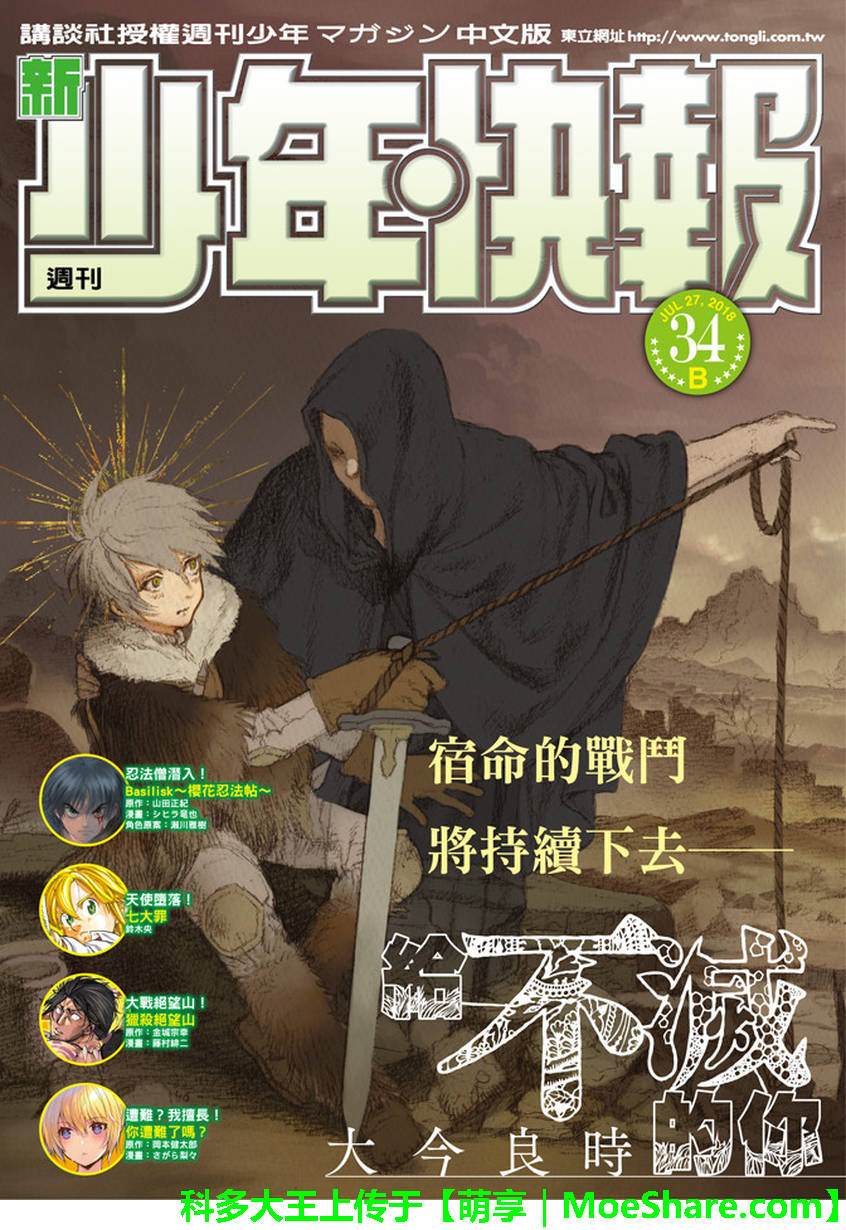 講談社授權週刊少年マガジン中文版 東立網址http://www.tongli.com.tw
新
少年快報
週刊
JUL 27, 2018
34
B
宿命的戰鬥
將持續下去——
忍法僧潛入！
Basilisk～櫻花忍法帖～
原作：山田正紀
漫畫：シヒラ竜也
角色原案：瀨川雅樹
天使墮落！
七大罪
鈴木央
大戰絕望山！
獵殺絕望山
原作：金城宗幸
漫畫：藤村緋二
遭難？我擅長！
你遭難了嗎？
原作：岡本健太郎
漫畫：さがら梨々
給不滅
的你
大今良時
科多大王上传于【萌享｜MoeShare.com】